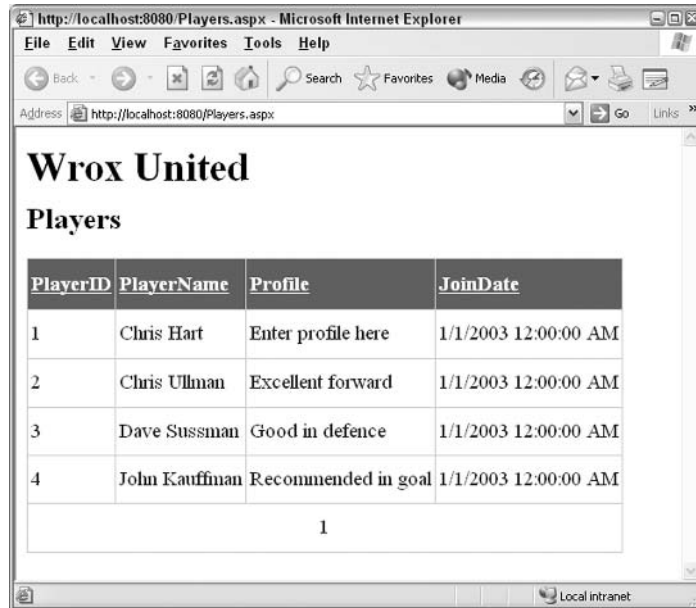 http://localhost:8080/Players.aspx - Microsoft Internet Explorer
File Edit View Favorites Tools Help
Back Search Favorites Media
Address http://localhost:8080/Players.aspx Go Links »
Wrox United
Players
PlayerID PlayerName Profile JoinDate
1 Chris Hart Enter profile here 1/1/2003 12:00:00 AM
2 Chris Ullman Excellent forward 1/1/2003 12:00:00 AM
3 Dave Sussman Good in defence 1/1/2003 12:00:00 AM
4 John Kauffman Recommended in goal 1/1/2003 12:00:00 AM
1
Local intranet